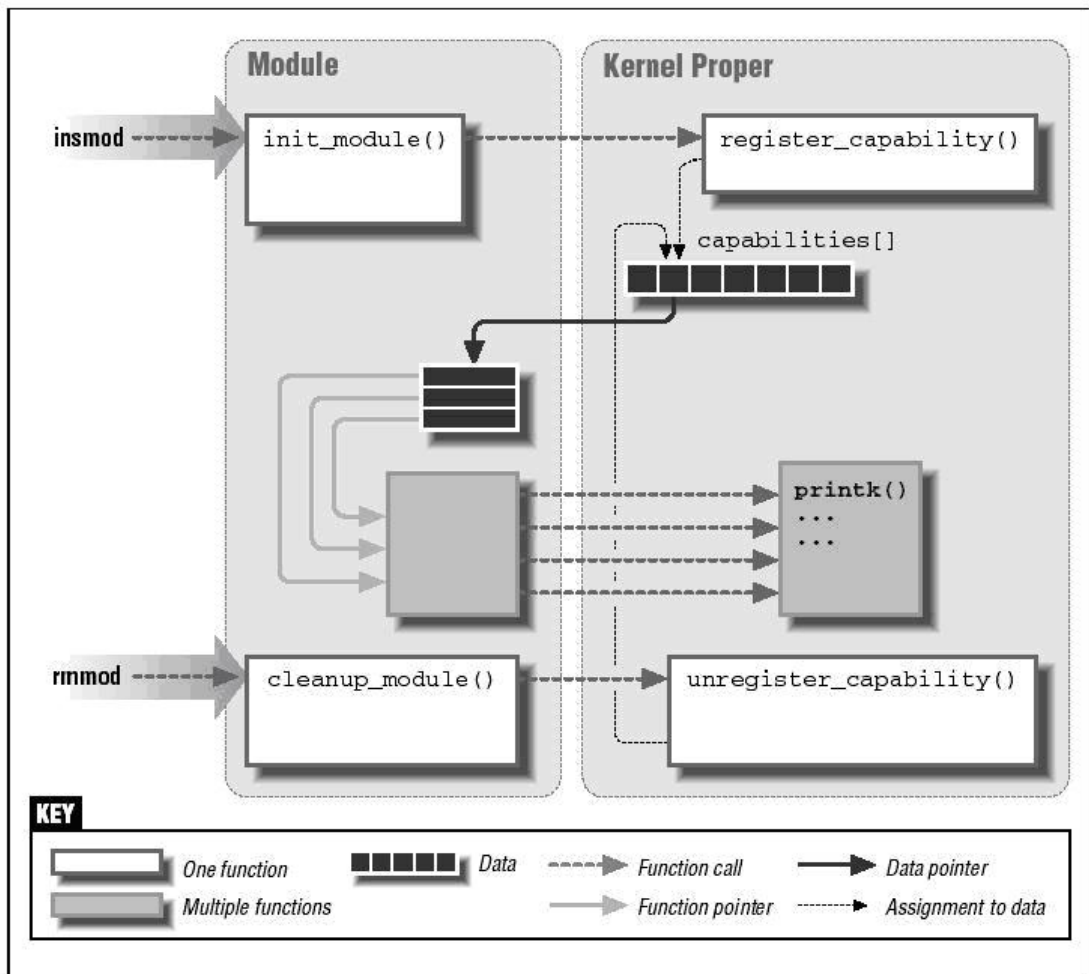 Module
Kernel Proper
insmod
init_module()
register_capability()
capabilities[]
printk()
...
...
rmmod
cleanup_module()
unregister_capability()
KEY
One function
Data
Function call
Data pointer
Multiple functions
Function pointer
Assignment to data